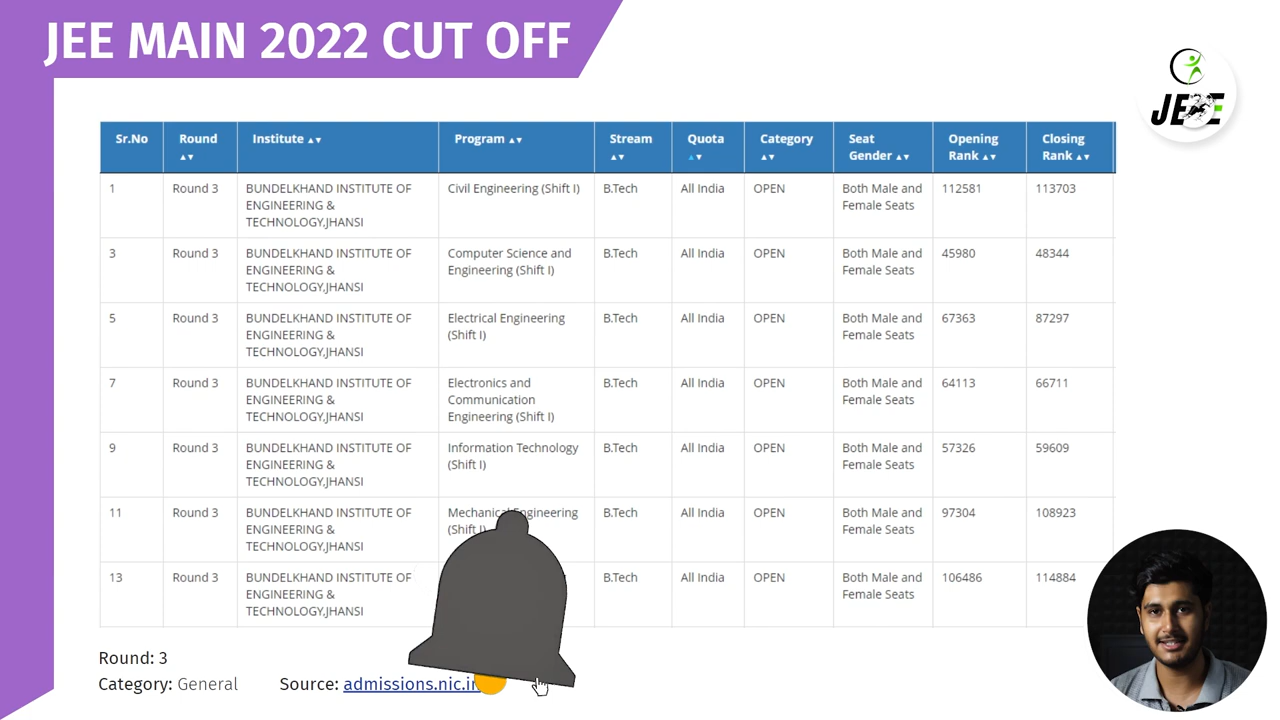 JEE MAIN 2022 CUT OFF
Sr.No Round Institute Program Stream Quota Category Seat Gender Opening Rank Closing Rank
1 Round 3 BUNDELKHAND INSTITUTE OF ENGINEERING & TECHNOLOGY,JHANSI Civil Engineering (Shift I) B.Tech All India OPEN Both Male and Female Seats 112581 113703
3 Round 3 BUNDELKHAND INSTITUTE OF ENGINEERING & TECHNOLOGY,JHANSI Computer Science and Engineering (Shift I) B.Tech All India OPEN Both Male and Female Seats 45980 48344
5 Round 3 BUNDELKHAND INSTITUTE OF ENGINEERING & TECHNOLOGY,JHANSI Electrical Engineering (Shift I) B.Tech All India OPEN Both Male and Female Seats 67363 87297
7 Round 3 BUNDELKHAND INSTITUTE OF ENGINEERING & TECHNOLOGY,JHANSI Electronics and Communication Engineering (Shift I) B.Tech All India OPEN Both Male and Female Seats 64113 66711
9 Round 3 BUNDELKHAND INSTITUTE OF ENGINEERING & TECHNOLOGY,JHANSI Information Technology (Shift I) B.Tech All India OPEN Both Male and Female Seats 57326 59609
11 Round 3 BUNDELKHAND INSTITUTE OF ENGINEERING & TECHNOLOGY,JHANSI Mechanical Engineering (Shift I) B.Tech All India OPEN Both Male and Female Seats 97304 108923
13 Round 3 BUNDELKHAND INSTITUTE OF ENGINEERING & TECHNOLOGY,JHANSI B.Tech All India OPEN Both Male and Female Seats 106486 114884
Round: 3
Category: General Source: admissions.nic.in